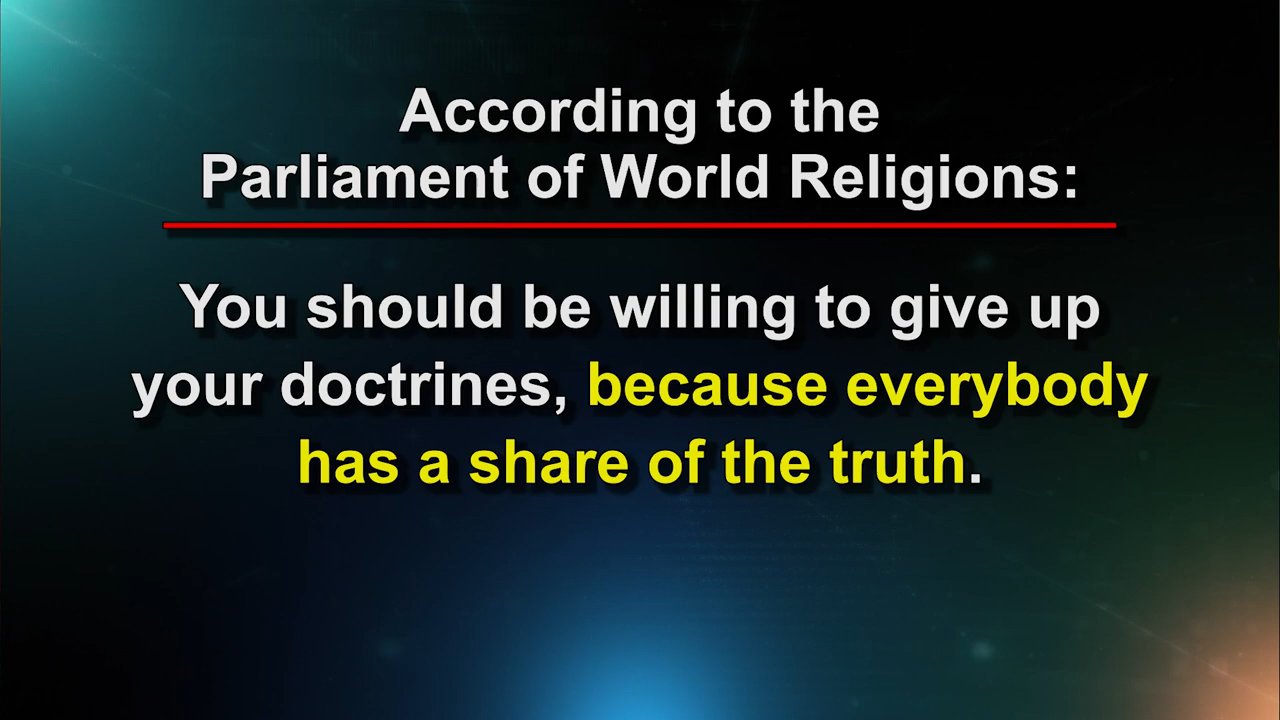 According to the
Parliament of World Religions:
You should be willing to give up
your doctrines, because everybody
has a share of the truth.